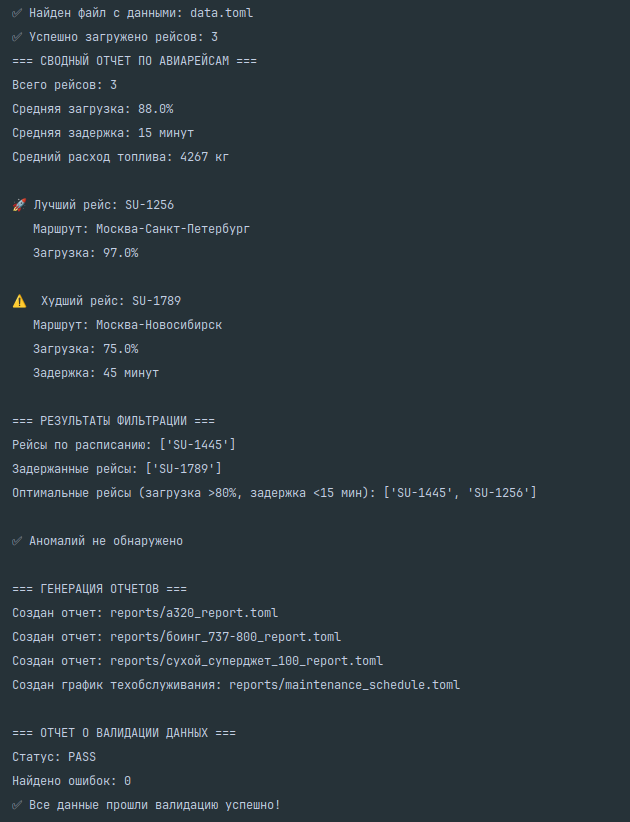 ✅ Найден файл с данными: data.toml
✅ Успешно загружено рейсов: 3
=== СВОДНЫЙ ОТЧЕТ ПО АВИАРЕЙСАМ ===
Всего рейсов: 3
Средняя загрузка: 88.0%
Средняя задержка: 15 минут
Средний расход топлива: 4267 кг
🚀 Лучший рейс: SU-1256
Маршрут: Москва-Санкт-Петербург
Загрузка: 97.0%
⚠️ Худший рейс: SU-1789
Маршрут: Москва-Новосибирск
Загрузка: 75.0%
Задержка: 45 минут
=== РЕЗУЛЬТАТЫ ФИЛЬТРАЦИИ ===
Рейсы по расписанию: ['SU-1445']
Задержанные рейсы: ['SU-1789']
Оптимальные рейсы (загрузка >80%, задержка <15 мин): ['SU-1445', 'SU-1256']
✅ Аномалий не обнаружено
=== ГЕНЕРАЦИЯ ОТЧЕТОВ ===
Создан отчет: reports/a320_report.toml
Создан отчет: reports/боинг_737-800_report.toml
Создан отчет: reports/сухой_суперджет_100_report.toml
Создан график техобслуживания: reports/maintenance_schedule.toml
=== ОТЧЕТ О ВАЛИДАЦИИ ДАННЫХ ===
Статус: PASS
Найдено ошибок: 0
✅ Все данные прошли валидацию успешно!